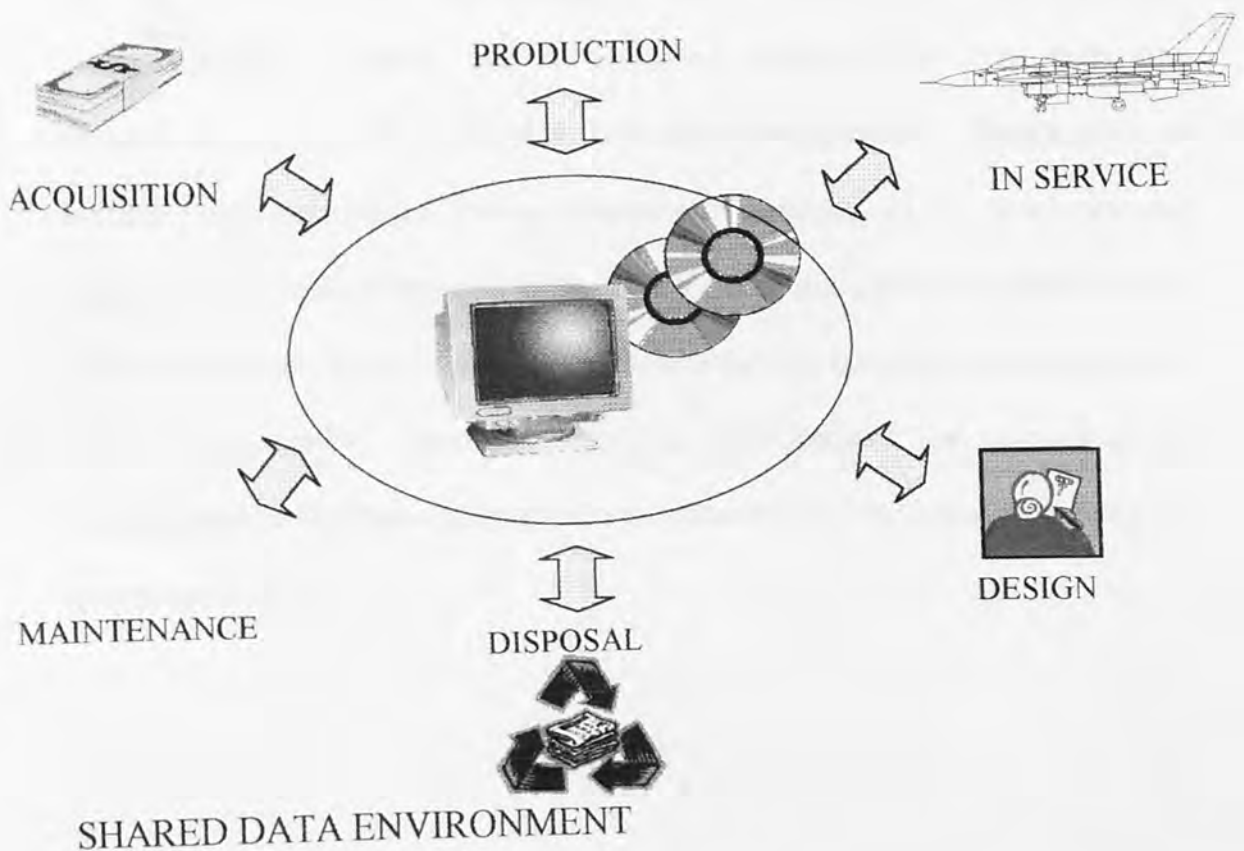 PRODUCTION
ACQUISITION
IN SERVICE
DESIGN
MAINTENANCE
DISPOSAL
SHARED DATA ENVIRONMENT